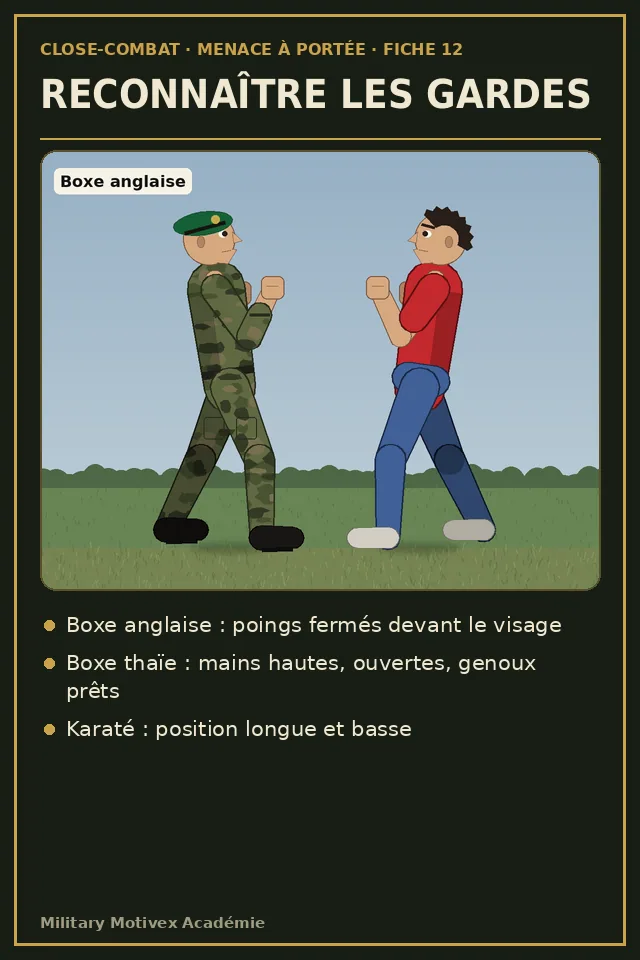 CLOSE-COMBAT · MENACE À PORTÉE · FICHE 12
RECONNAÎTRE LES GARDES
Boxe anglaise
Boxe anglaise : poings fermés devant le visage
Boxe thaïe : mains hautes, ouvertes, genoux
prêts
Karaté : position longue et basse
Military Motivex Académie